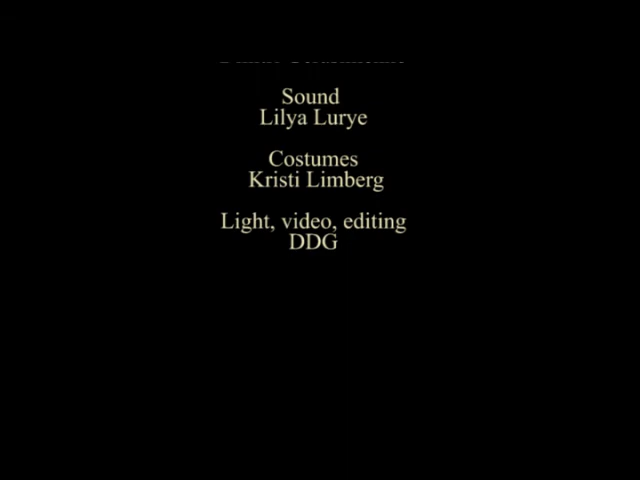 Sound
Lilya Lurye
Costumes
Kristi Limberg
Light, video, editing
DDG